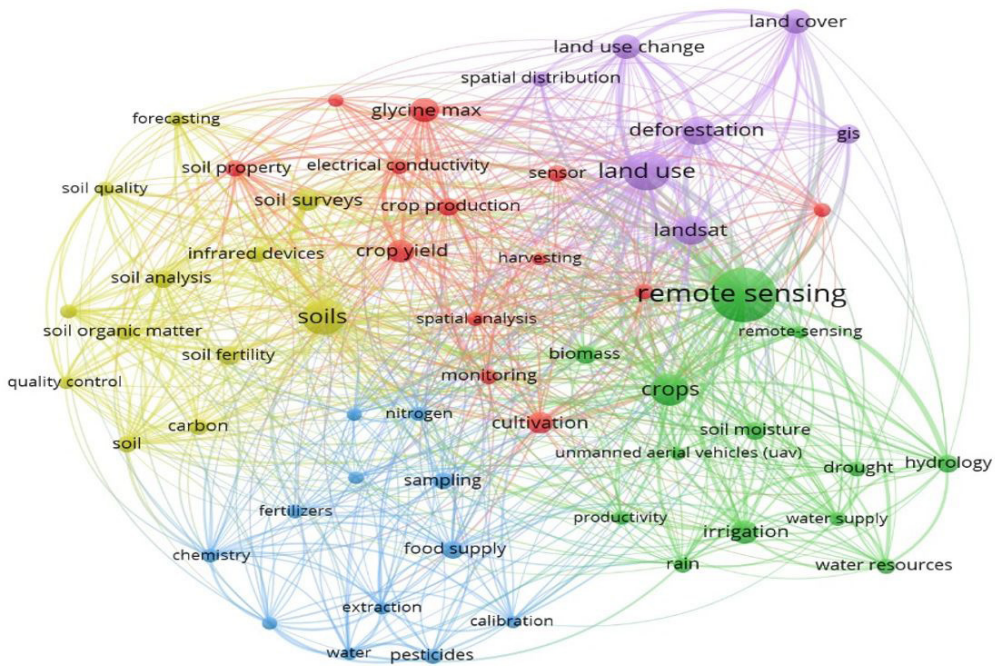 land cover
land use change
spatial distribution
glycine max
forecasting
deforestation
gis
soil property
electrical conductivity
sensor
land use
soil quality
soil surveys
crop production
landsat
infrared devices
crop yield
harvesting
soil analysis
remote sensing
soils
spatial analysis
soil organic matter
remote-sensing
soil fertility
biomass
quality control
monitoring
crops
nitrogen
carbon
cultivation
soil moisture
soil
unmanned aerial vehicles (uav)
drought
hydrology
sampling
fertilizers
productivity
water supply
irrigation
chemistry
food supply
rain
water resources
extraction
calibration
water
pesticides